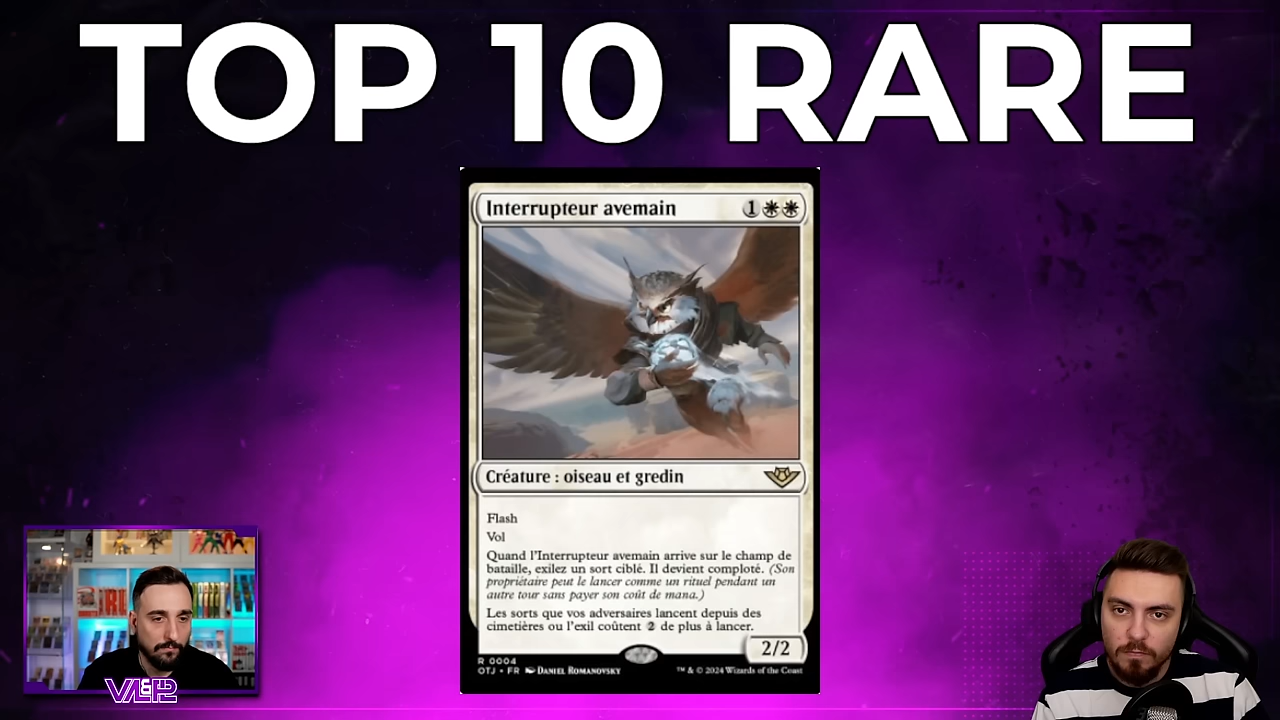 TOP 10 RARE
Interrupteur avemain 1
Créature : oiseau et gredin
Flash
Vol
Quand l'Interrupteur avemain arrive sur le champ de
bataille, exilez un sort ciblé. Il devient comploté. (Son
propriétaire peut le lancer comme un rituel pendant un
autre tour sans payer son coût de mana.)
Les sorts que vos adversaires lancent depuis des
cimetières ou l'exil coûtent 2 de plus à lancer.
2/2
R 0004
OTJ • FR DANIEL ROMANOVSKY
™ & © 2024 Wizards of the Coast